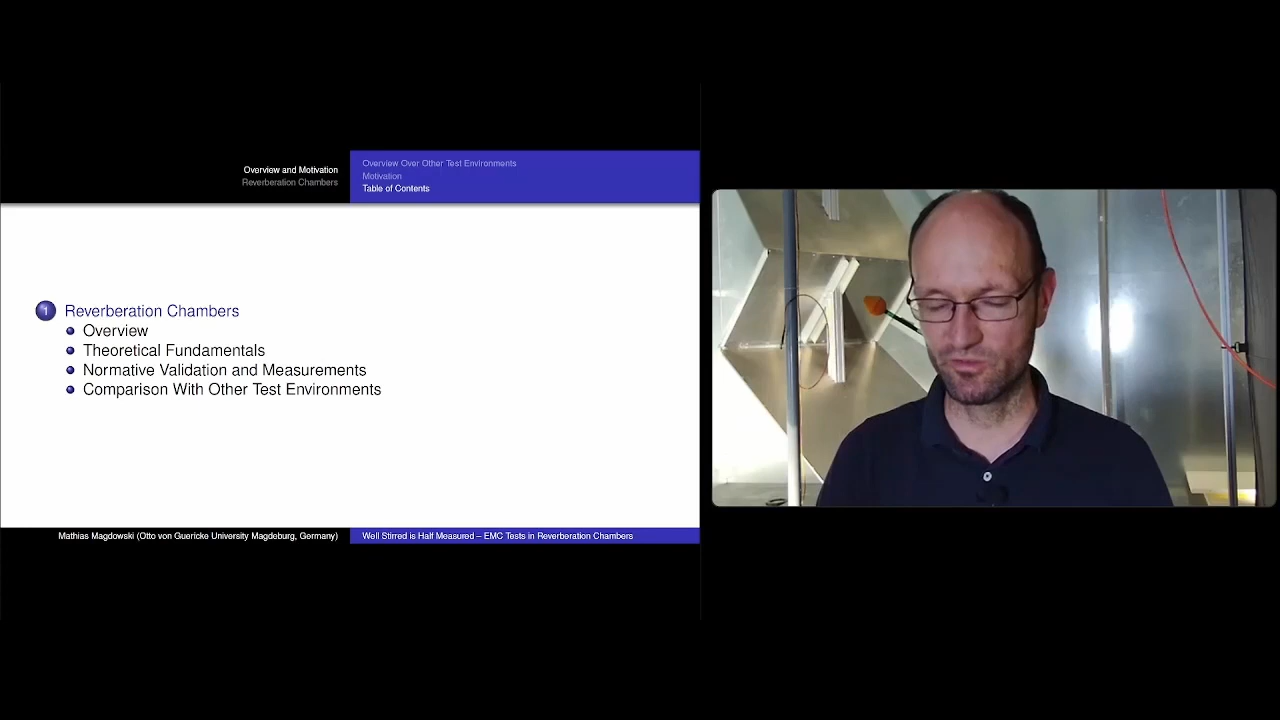 Overview and Motivation
Reverberation Chambers
Overview Over Other Test Environments
Motivation
Table of Contents
1 Reverberation Chambers
Overview
Theoretical Fundamentals
Normative Validation and Measurements
Comparison With Other Test Environments
Mathias Magdowski (Otto von Guericke University Magdeburg, Germany)
Well Stirred is Half Measured – EMC Tests in Reverberation Chambers